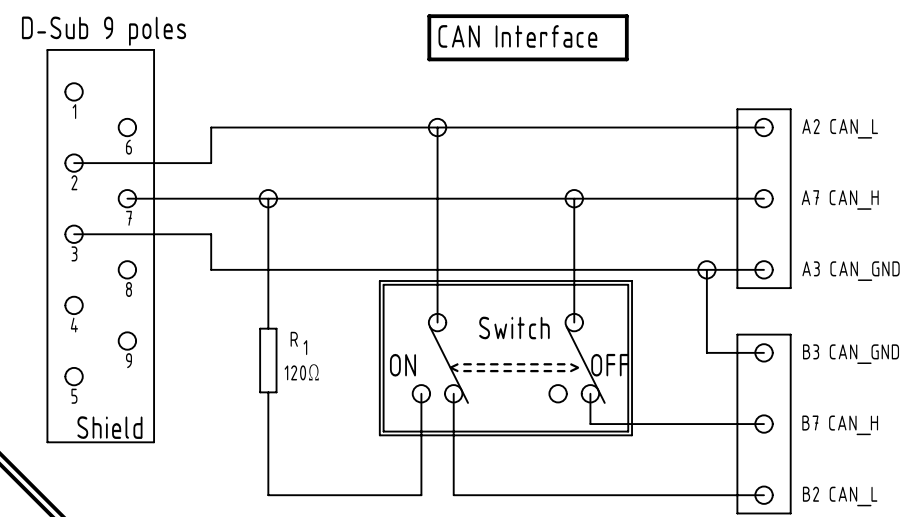 D-Sub 9 poles
CAN Interface
1
6
2
7
3
8
4
9
5
Shield
A2 CAN_L
A7 CAN_H
A3 CAN_GND
Switch
ON
OFF
R1
120Ω
B3 CAN_GND
B7 CAN_H
B2 CAN_L